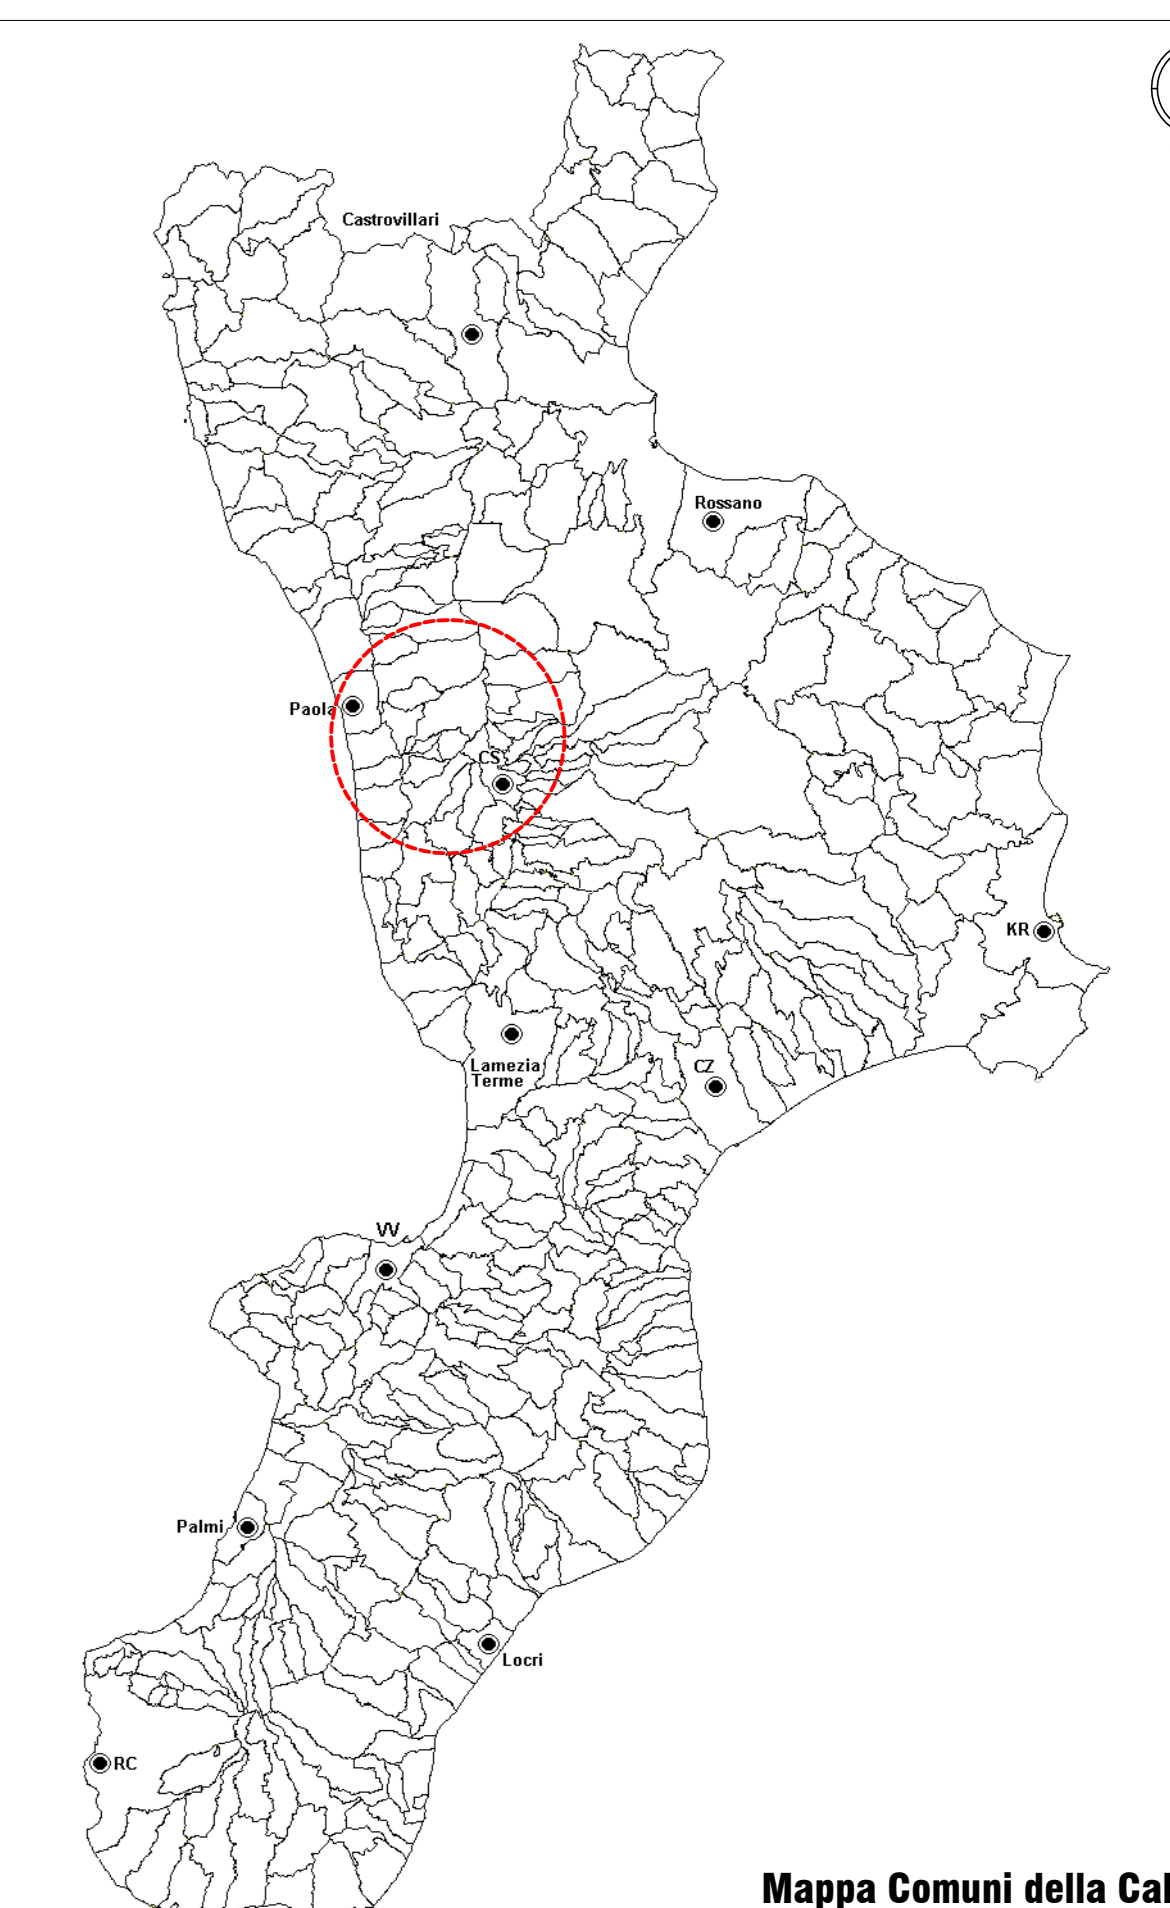 Castrovillari
Rossano
Paola
CS
KR
Lamezia
Terme
CZ
VV
Palmi
Locri
RC
Mappa Comuni della Cal